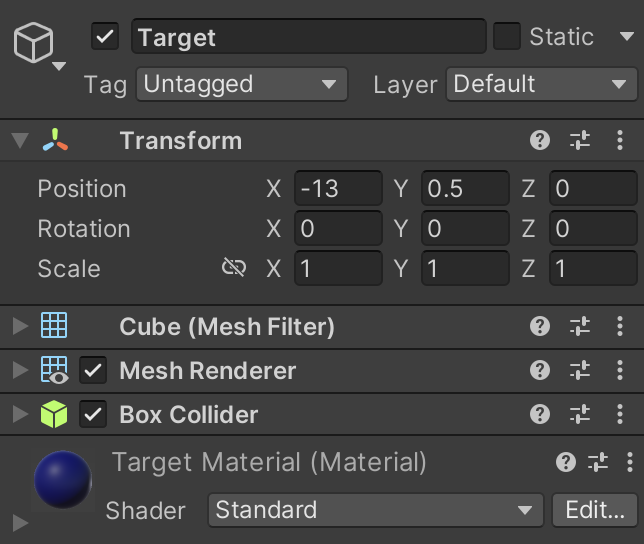 Target Static
Tag Untagged Layer Default
Transform
Position X -13 Y 0.5 Z 0
Rotation X 0 Y 0 Z 0
Scale X 1 Y 1 Z 1
Cube (Mesh Filter)
Mesh Renderer
Box Collider
Target Material (Material)
Shader Standard Edit...